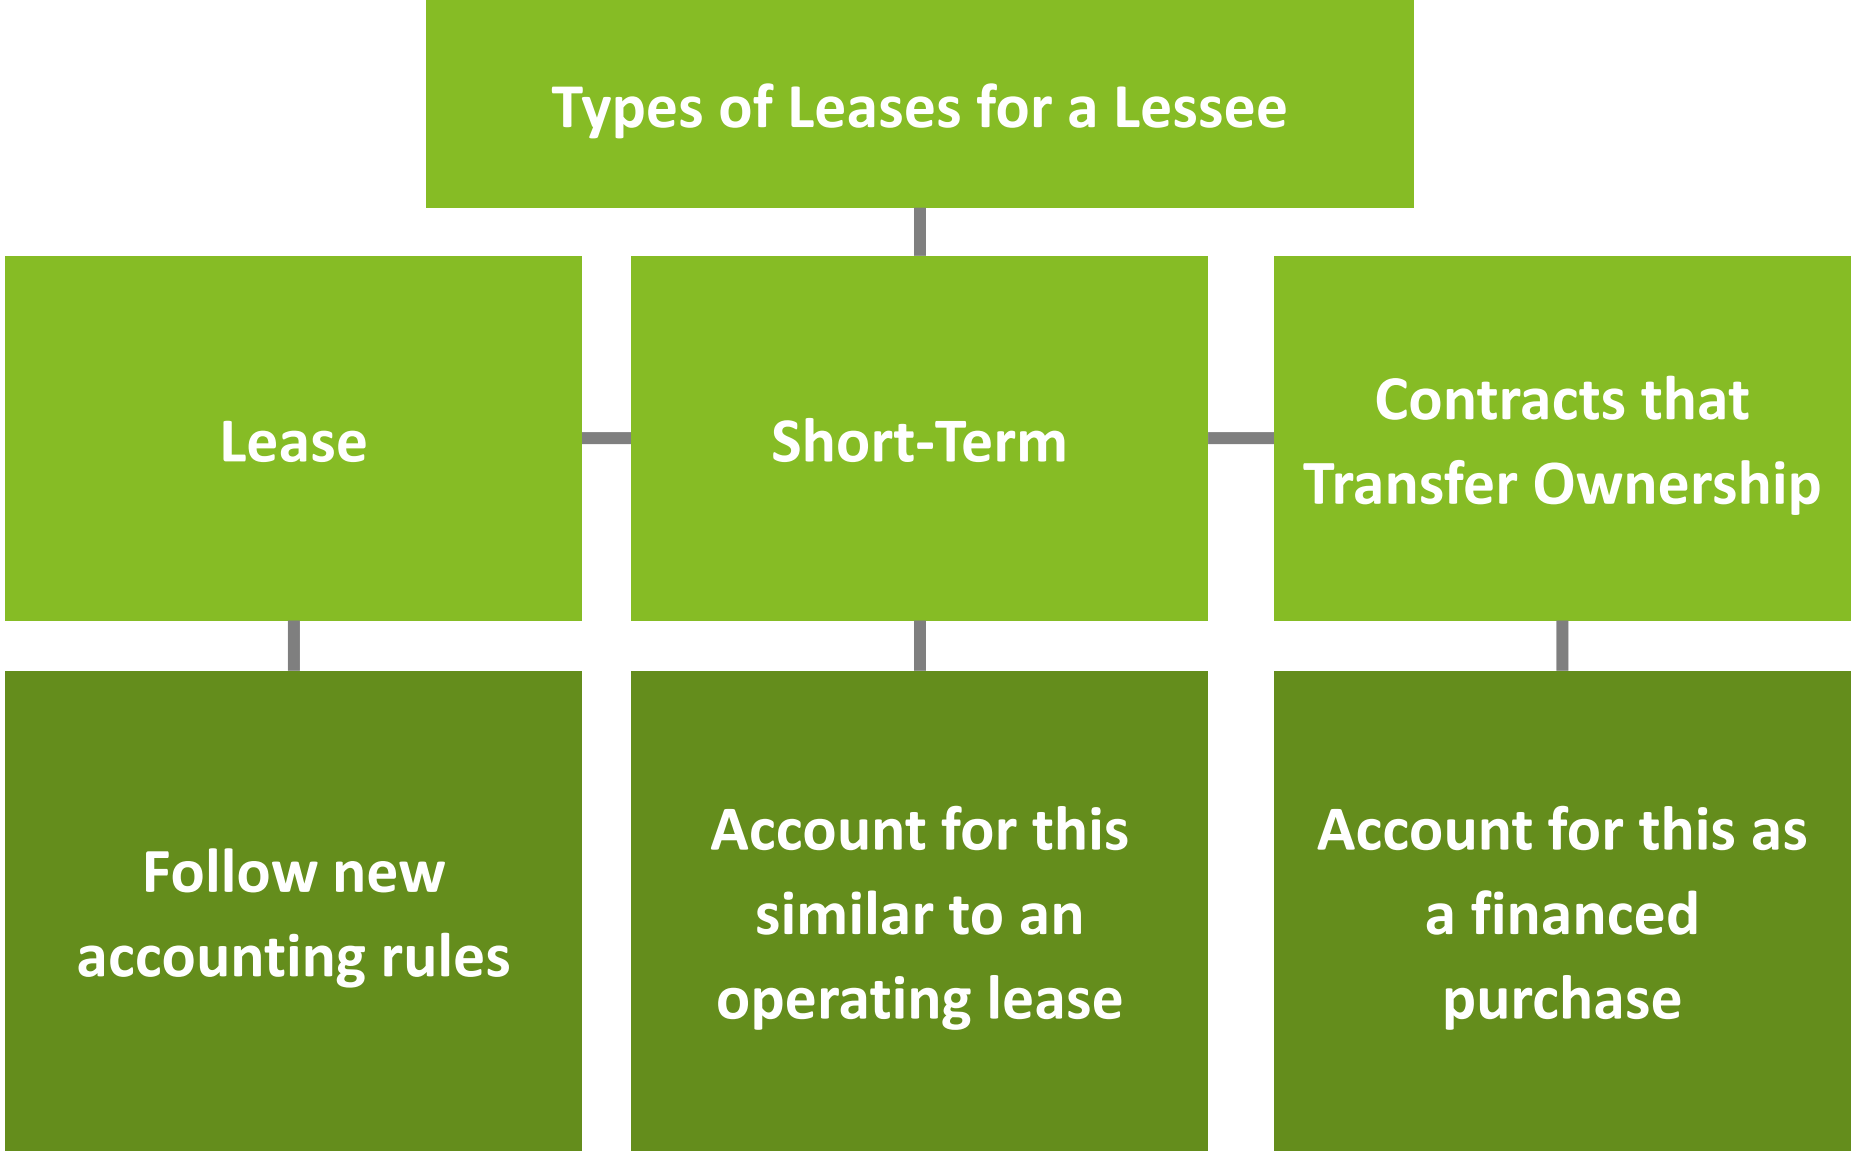 Types of Leases for a Lessee
Lease
Short-Term
Contracts that
Transfer Ownership
Follow new
accounting rules
Account for this
similar to an
operating lease
Account for this as
a financed
purchase